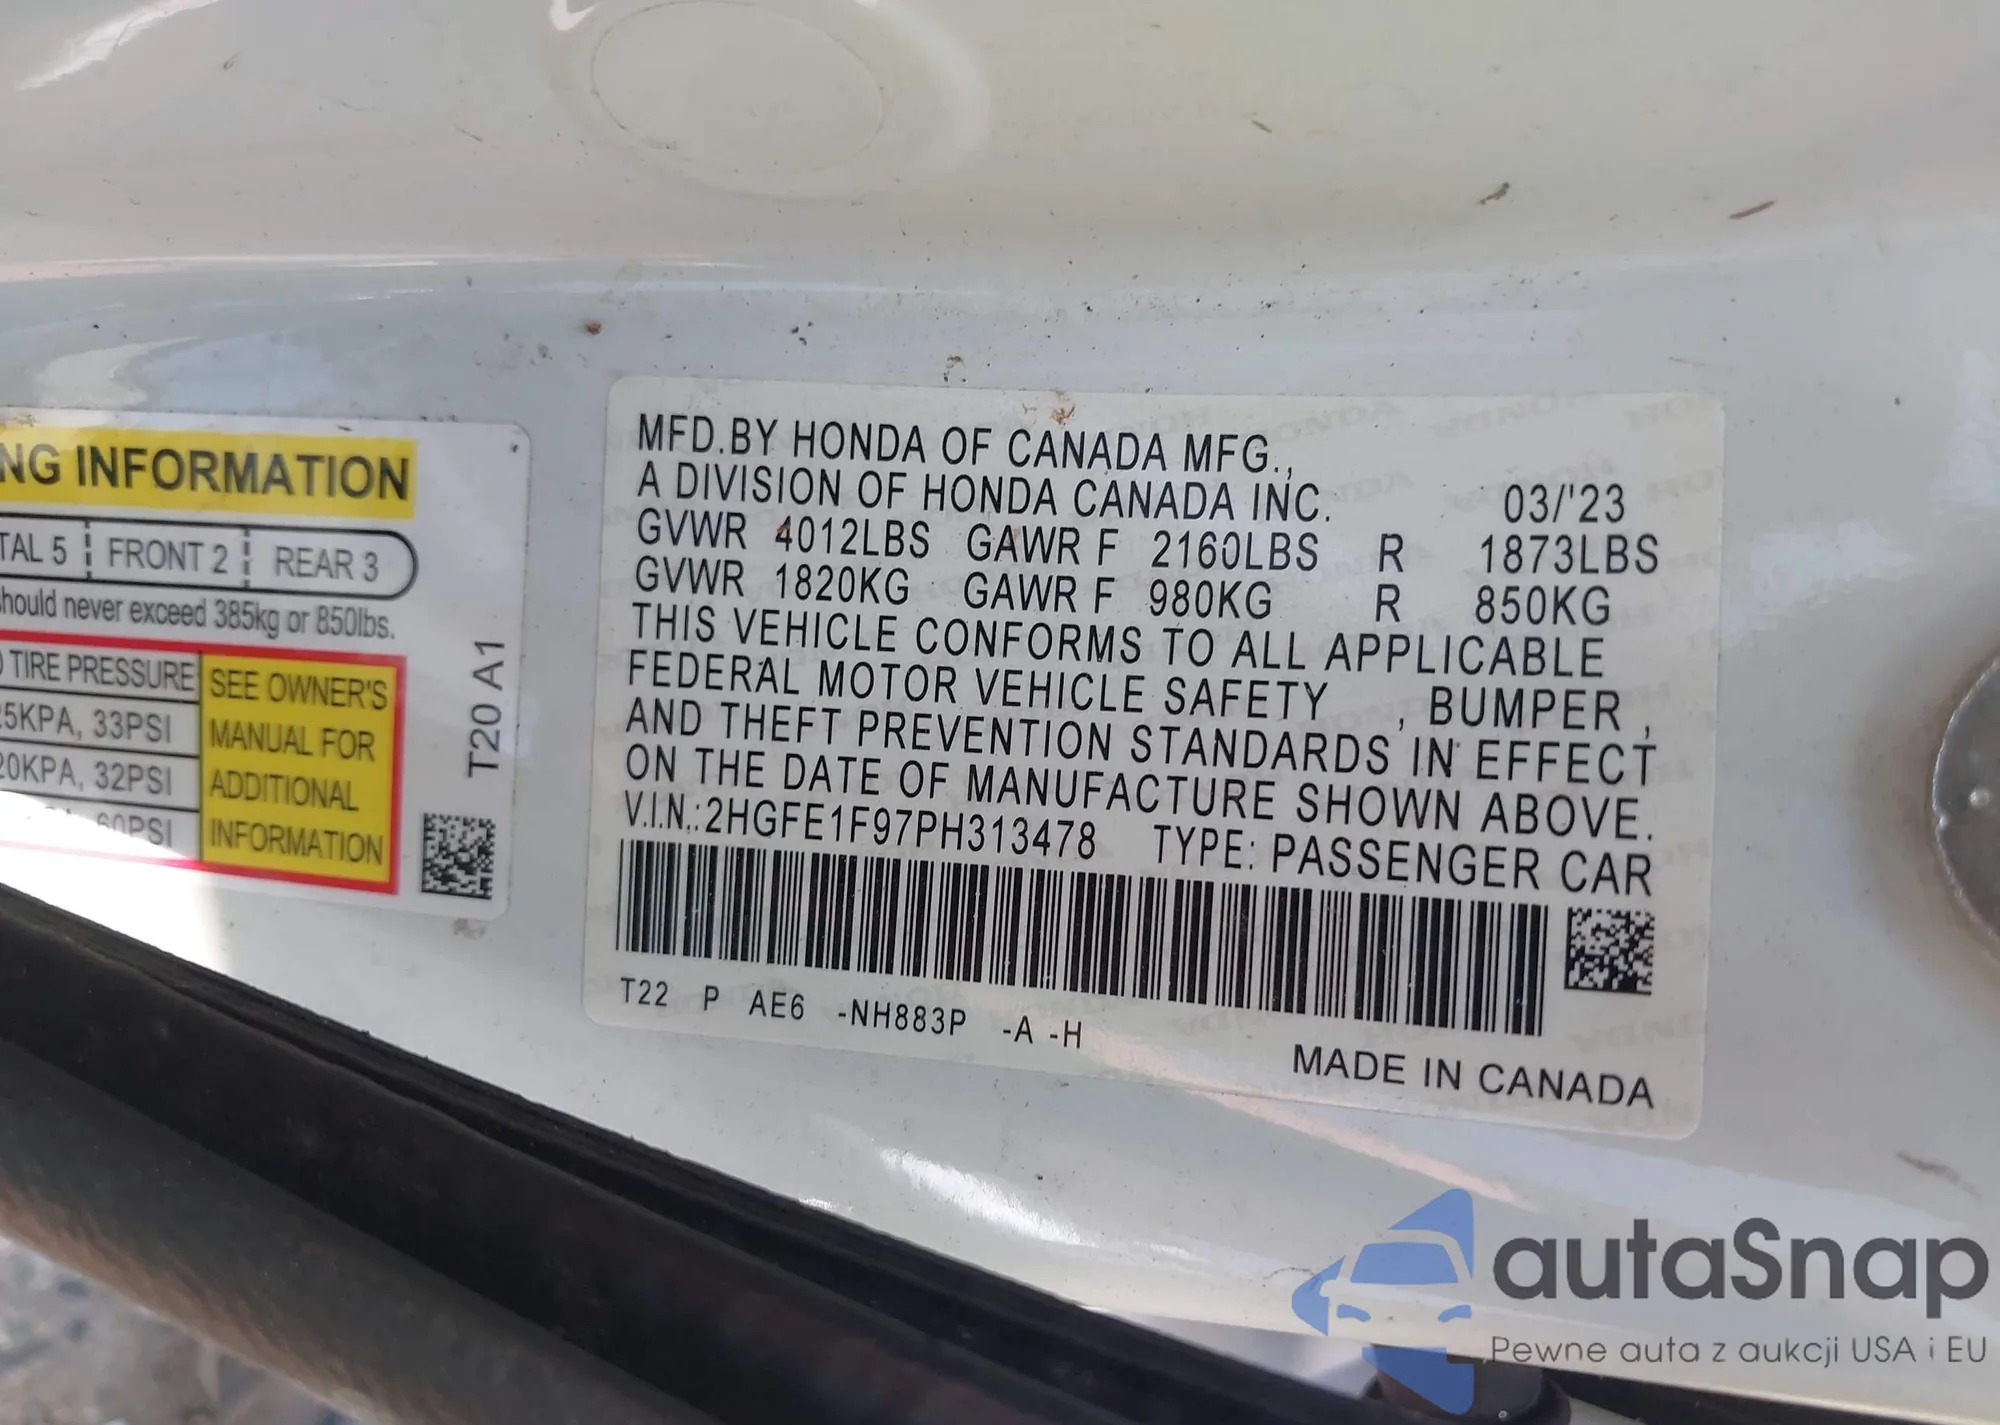 NG INFORMATION
TAL 5 FRONT 2 REAR 3
hould never exceed 385kg or 850lbs.
TIRE PRESSURE
5KPA, 33PSI
20KPA, 32PSI
60PSI
SEE OWNER'S
MANUAL FOR
ADDITIONAL
INFORMATION
T20 A1
MFD.BY HONDA OF CANADA MFG.,
A DIVISION OF HONDA CANADA INC. 03/'23
GVWR 4012LBS GAWR F 2160LBS R 1873LBS
GVWR 1820KG GAWR F 980KG R 850KG
THIS VEHICLE CONFORMS TO ALL APPLICABLE
FEDERAL MOTOR VEHICLE SAFETY , BUMPER ,
AND THEFT PREVENTION STANDARDS IN EFFECT
ON THE DATE OF MANUFACTURE SHOWN ABOVE.
V.I.N.:2HGFE1F97PH313478 TYPE: PASSENGER CAR
T22 P AE6 -NH883P -A -H
MADE IN CANADA
autaSnap
Pewne auta z aukcji USA i EU